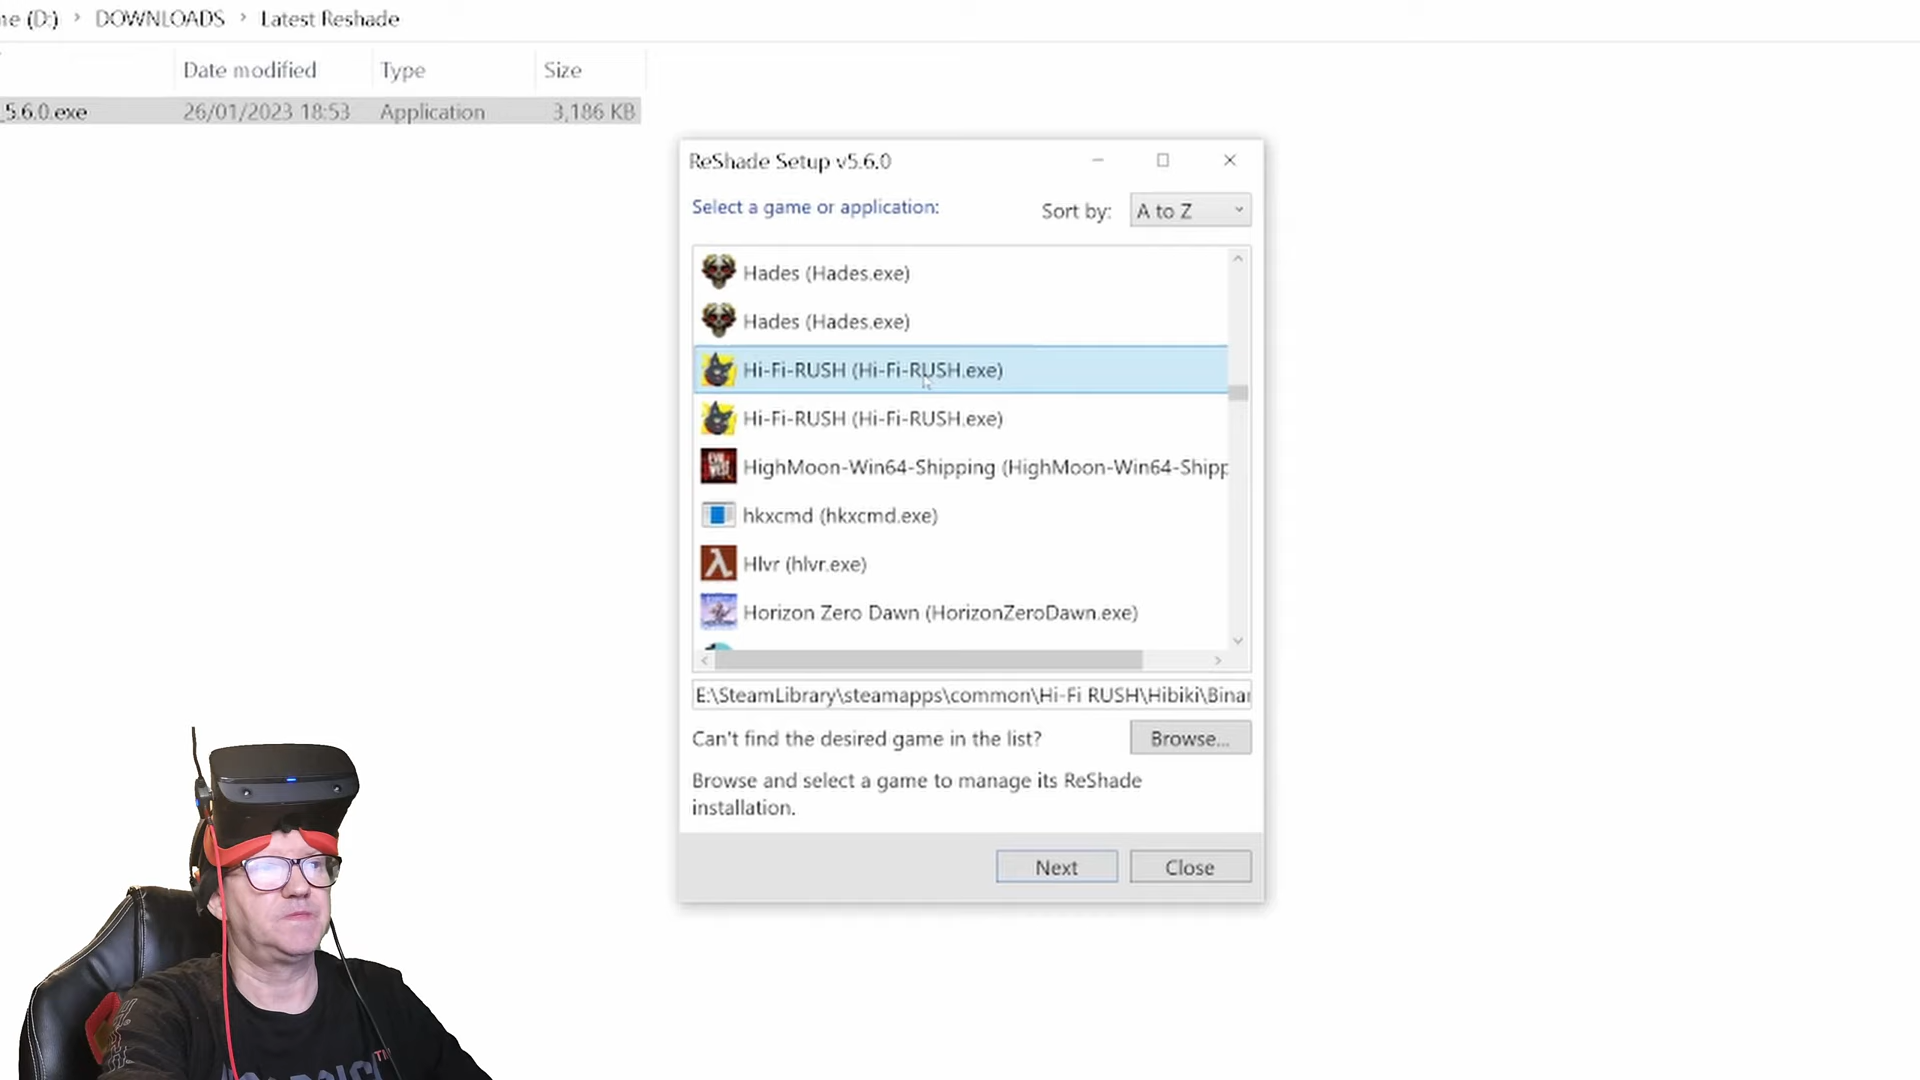 (D:) > DOWNLOADS > Latest Reshade
Date modified Type Size
_5.6.0.exe 26/01/2023 18:53 Application 3,186 KB
ReShade Setup v5.6.0
Select a game or application:
Sort by: A to Z
Hades (Hades.exe)
Hades (Hades.exe)
Hi-Fi-RUSH (Hi-Fi-RUSH.exe)
Hi-Fi-RUSH (Hi-Fi-RUSH.exe)
HighMoon-Win64-Shipping (HighMoon-Win64-Shipp
hkxcmd (hkxcmd.exe)
Hlvr (hlvr.exe)
Horizon Zero Dawn (HorizonZeroDawn.exe)
E:\SteamLibrary\steamapps\common\Hi-Fi RUSH\Hibiki\Binar
Can't find the desired game in the list?
Browse...
Browse and select a game to manage its ReShade
installation.
Next Close